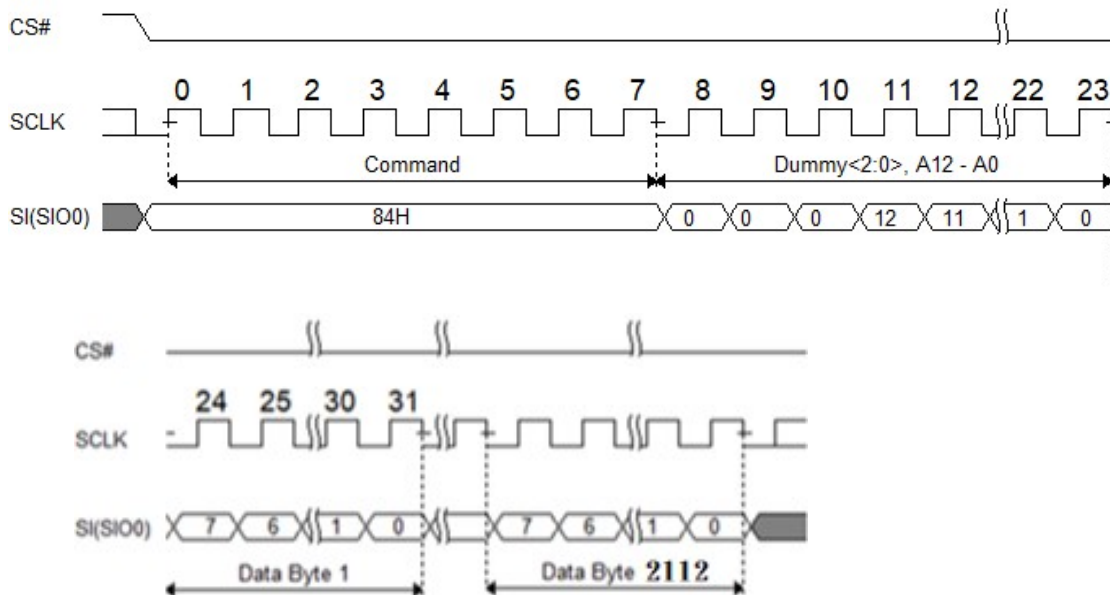 CS#
0 1 2 3 4 5 6 7 8 9 10 11 12 22 23
SCLK
Command Dummy<2:0>, A12 - A0
SI(SIO0) 84H 0 0 0 12 11 1 0
CS#
24 25 30 31
SCLK
SI(SIO0) 7 6 1 0 7 6 1 0
Data Byte 1 Data Byte 2112